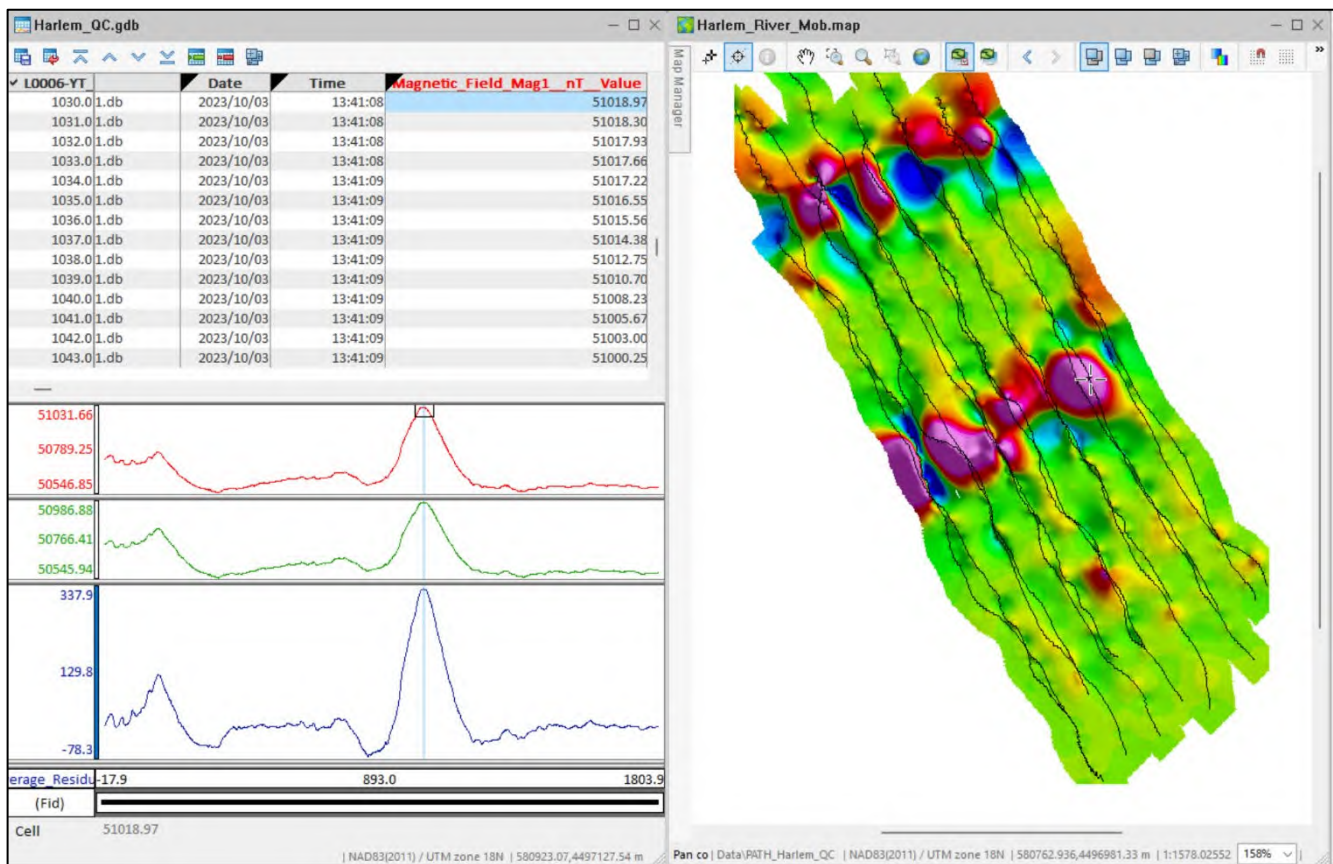 Harlem_QC.gdb
✓ L0006-YT_ Date Time Magnetic_Field_Mag1__nT__Value
1030.0 1.db 2023/10/03 13:41:08 51018.97
1031.0 1.db 2023/10/03 13:41:08 51018.30
1032.0 1.db 2023/10/03 13:41:08 51017.93
1033.0 1.db 2023/10/03 13:41:08 51017.66
1034.0 1.db 2023/10/03 13:41:09 51017.22
1035.0 1.db 2023/10/03 13:41:09 51016.55
1036.0 1.db 2023/10/03 13:41:09 51015.56
1037.0 1.db 2023/10/03 13:41:09 51014.38
1038.0 1.db 2023/10/03 13:41:09 51012.75
1039.0 1.db 2023/10/03 13:41:09 51010.70
1040.0 1.db 2023/10/03 13:41:09 51008.23
1041.0 1.db 2023/10/03 13:41:09 51005.67
1042.0 1.db 2023/10/03 13:41:09 51003.00
1043.0 1.db 2023/10/03 13:41:09 51000.25
51031.66
50789.25
50546.85
50986.88
50766.41
50545.94
337.9
129.8
-78.3
erage_Residu -17.9 893.0 1803.9
(Fid)
Cell 51018.97
| NAD83(2011) / UTM zone 18N | 580923.07,4497127.54 m
Harlem_River_Mob.map
Map Manager
Pan co | Data\PATH_Harlem_QC | NAD83(2011) / UTM zone 18N | 580762.936,4496981.33 m | 1:1578.02552 158%